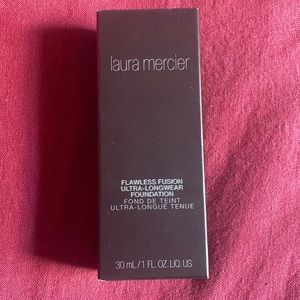 laura mercier
FLAWLESS FUSION
ULTRA-LONGWEAR
FOUNDATION
FOND DE TEINT
ULTRA-LONGUE TENUE
30 mL / 1 FL. OZ. LIQ. US